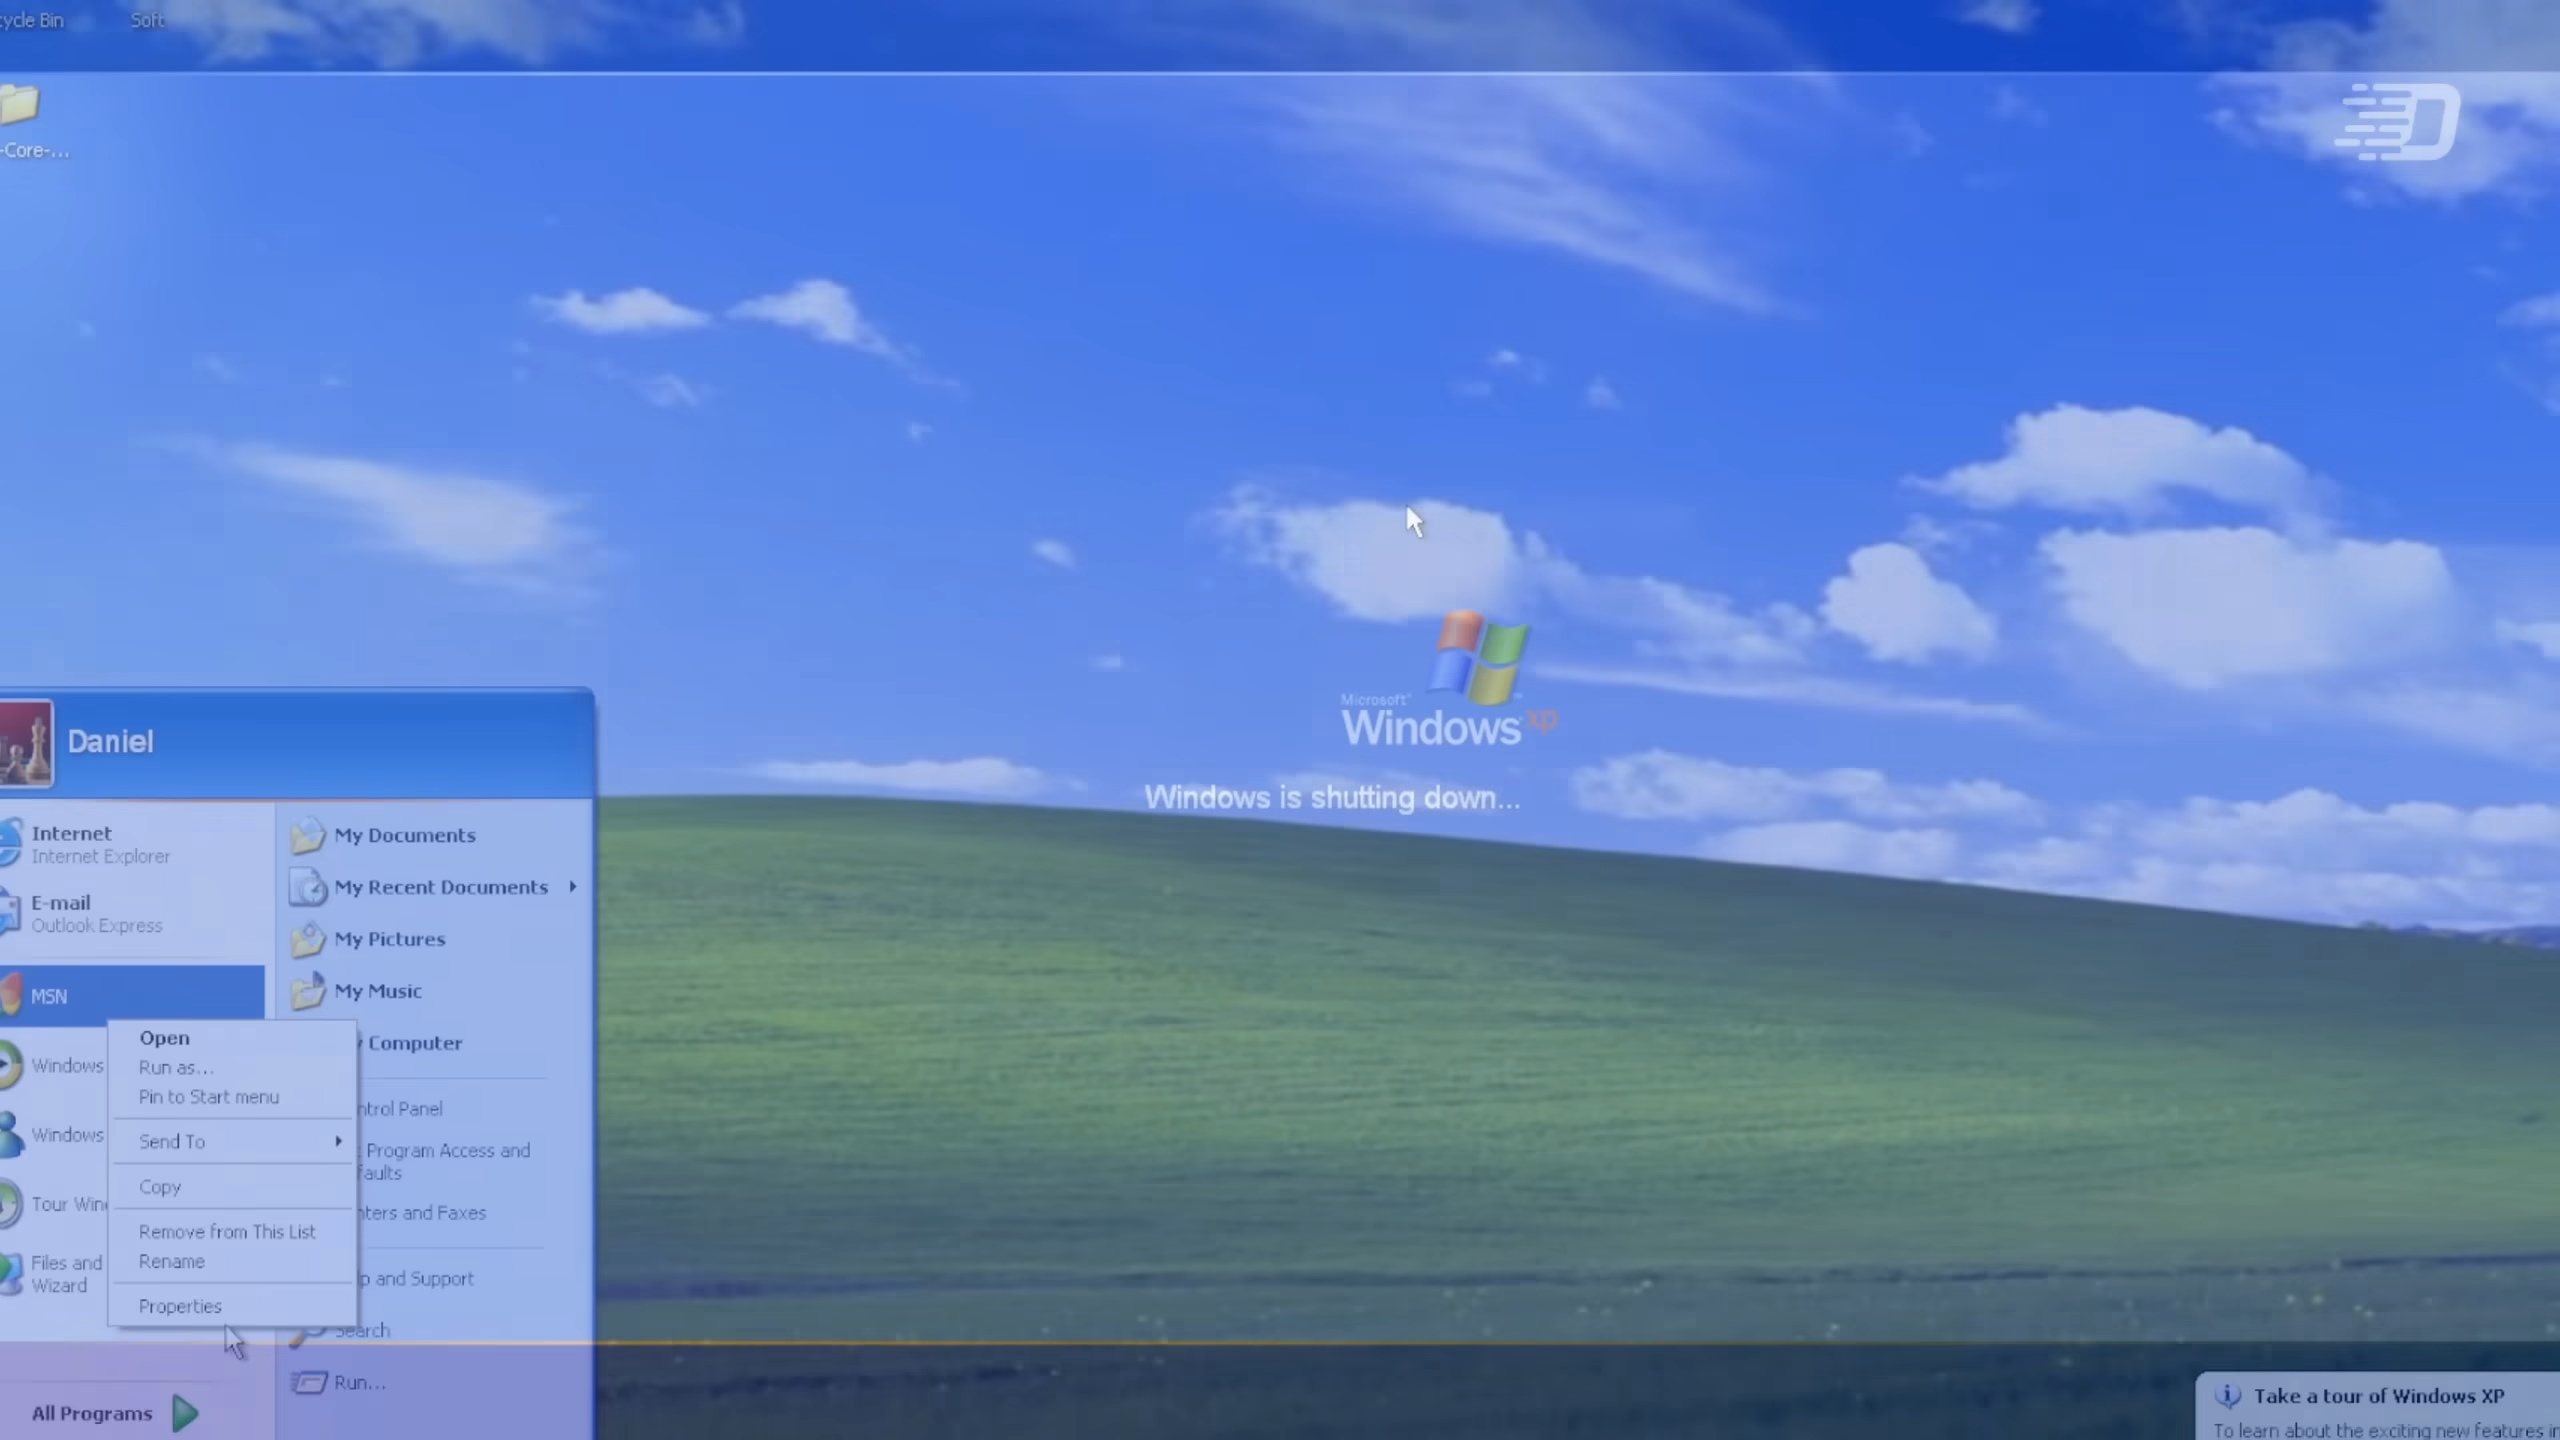 cycle Bin
Soft
-Core-...
Microsoft
Windows xp
Windows is shutting down...
Daniel
Internet
Internet Explorer
E-mail
Outlook Express
MSN
Windows
Windows
Tour Win
Files and
Wizard
All Programs
Open
Run as...
Pin to Start menu
Send To
Copy
Remove from This List
Rename
Properties
My Documents
My Recent Documents
My Pictures
My Music
Computer
ntrol Panel
Program Access and
faults
nters and Faxes
p and Support
Search
Run...
Take a tour of Windows XP
To learn about the exciting new features in